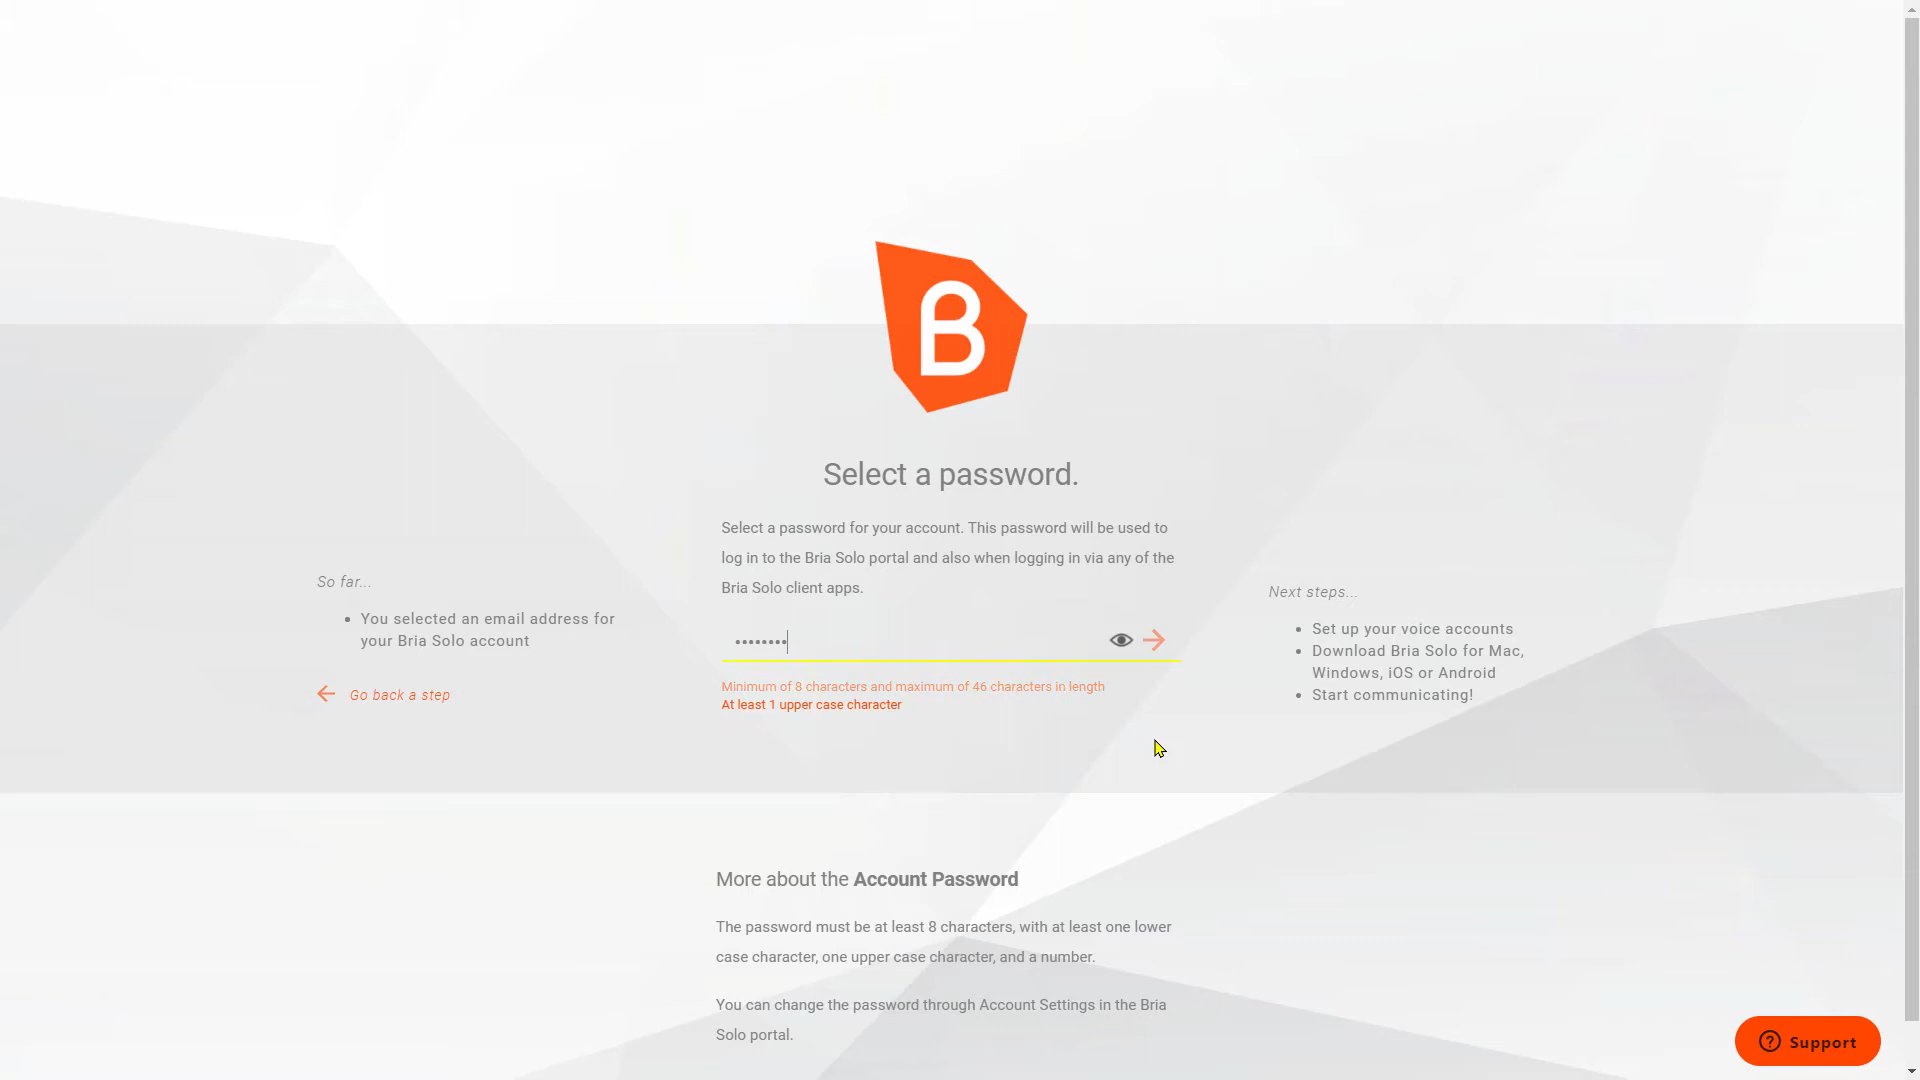 B
Select a password.
Select a password for your account. This password will be used to
log in to the Bria Solo portal and also when logging in via any of the
Bria Solo client apps.
So far...
• You selected an email address for
your Bria Solo account
Go back a step
••••••••
Minimum of 8 characters and maximum of 46 characters in length
At least 1 upper case character
Next steps...
• Set up your voice accounts
• Download Bria Solo for Mac,
Windows, iOS or Android
• Start communicating!
More about the Account Password
The password must be at least 8 characters, with at least one lower
case character, one upper case character, and a number.
You can change the password through Account Settings in the Bria
Solo portal.
? Support